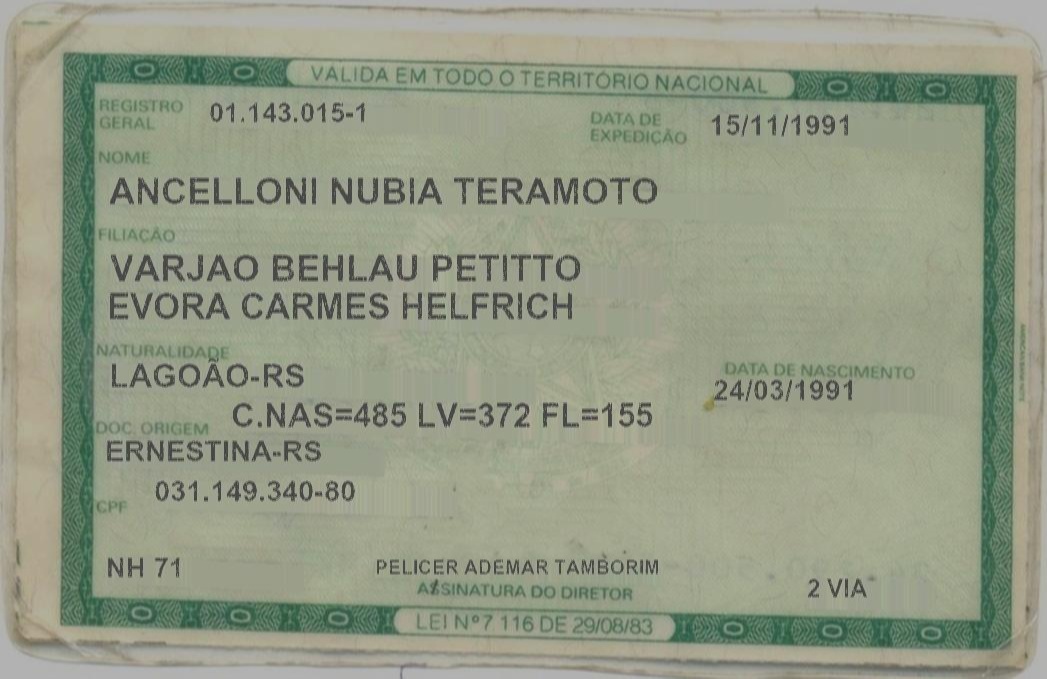 VALIDA EM TODO O TERRITÓRIO NACIONAL
REGISTRO GERAL 01.143.015-1 DATA DE EXPEDIÇÃO 15/11/1991
NOME
ANCELLONI NUBIA TERAMOTO
FILIAÇÃO
VARJAO BEHLAU PETITTO
EVORA CARMES HELFRICH
NATURALIDADE
LAGOÃO-RS
DATA DE NASCIMENTO
24/03/1991
C.NAS=485 LV=372 FL=155
DOC. ORIGEM
ERNESTINA-RS
031.149.340-80
CPF
NH 71
PELICER ADEMAR TAMBORIM
ASSINATURA DO DIRETOR
2 VIA
LEI Nº 7 116 DE 29/08/83